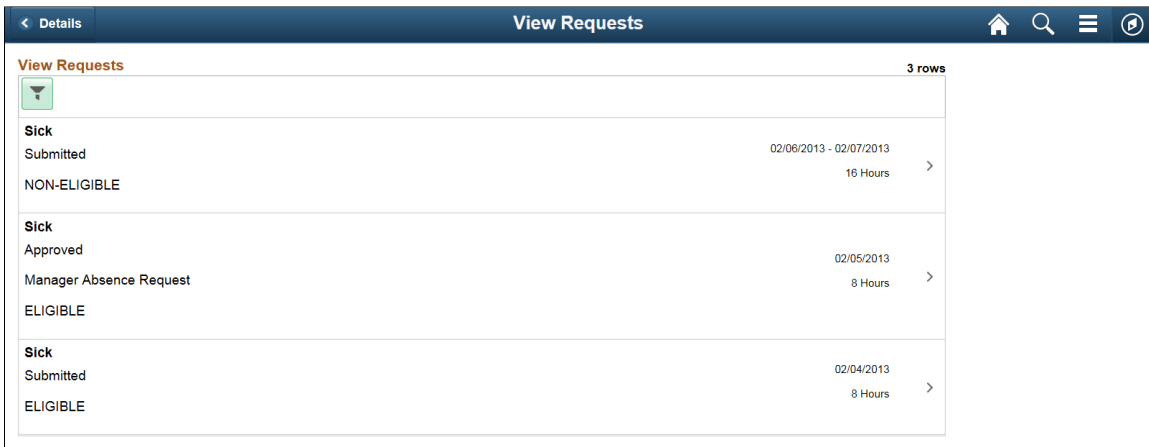 Details
View Requests
View Requests
3 rows
Sick
Submitted
02/06/2013 - 02/07/2013
16 Hours
NON-ELIGIBLE
Sick
Approved
02/05/2013
Manager Absence Request
8 Hours
ELIGIBLE
Sick
Submitted
02/04/2013
8 Hours
ELIGIBLE